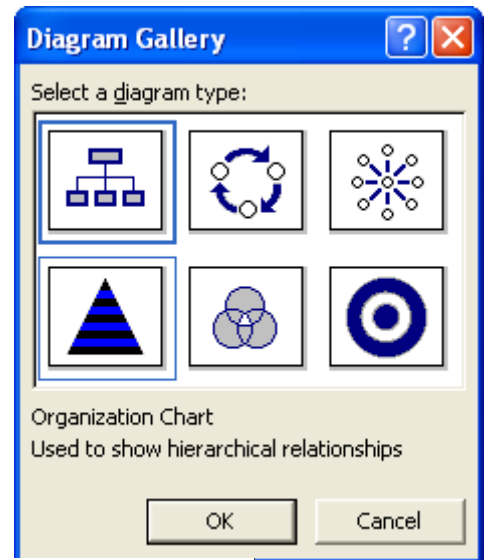 Diagram Gallery
Select a diagram type:
Organization Chart
Used to show hierarchical relationships
OK
Cancel